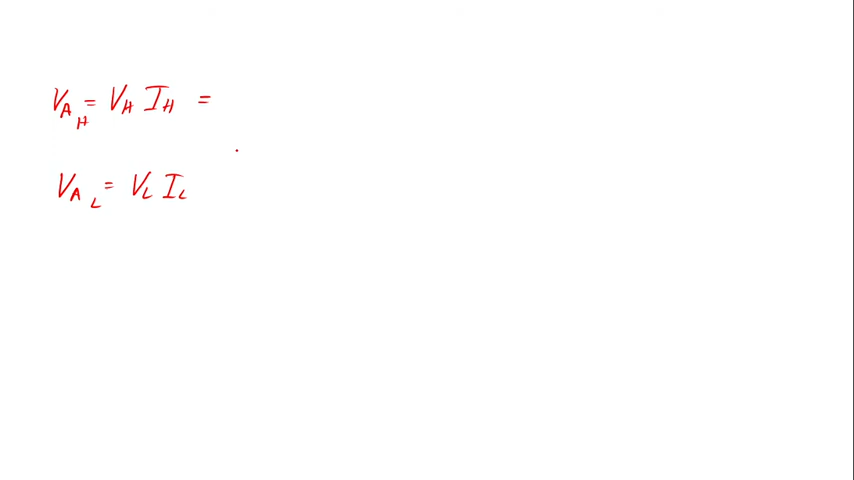 VA_H = V_H I_H =
VA_L = V_L I_L